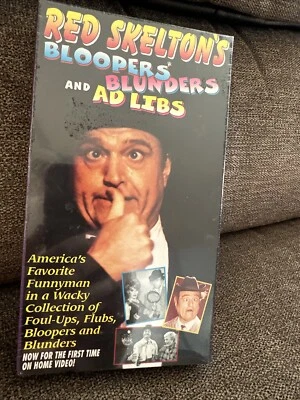 RED SKELTON'S
BLOOPERS
AND BLUNDERS
AD LIBS
America's
Favorite
Funnyman
in a Wacky
Collection of
Foul-Ups, Flubs,
Bloopers and
Blunders
NOW FOR THE FIRST TIME
ON HOME VIDEO!